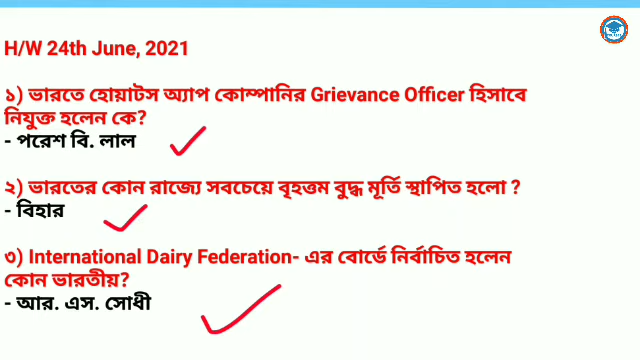 H/W 24th June, 2021
১) ভারতে হোয়াটস অ্যাপ কোম্পানির Grievance Officer হিসাবে
নিযুক্ত হলেন কে?
- পরেশ বি. লাল
২) ভারতের কোন রাজ্যে সবচেয়ে বৃহত্তম বুদ্ধ মূর্তি স্থাপিত হলো ?
- বিহার
৩) International Dairy Federation- এর বোর্ডে নির্বাচিত হলেন
কোন ভারতীয়?
- আর. এস. সোধী